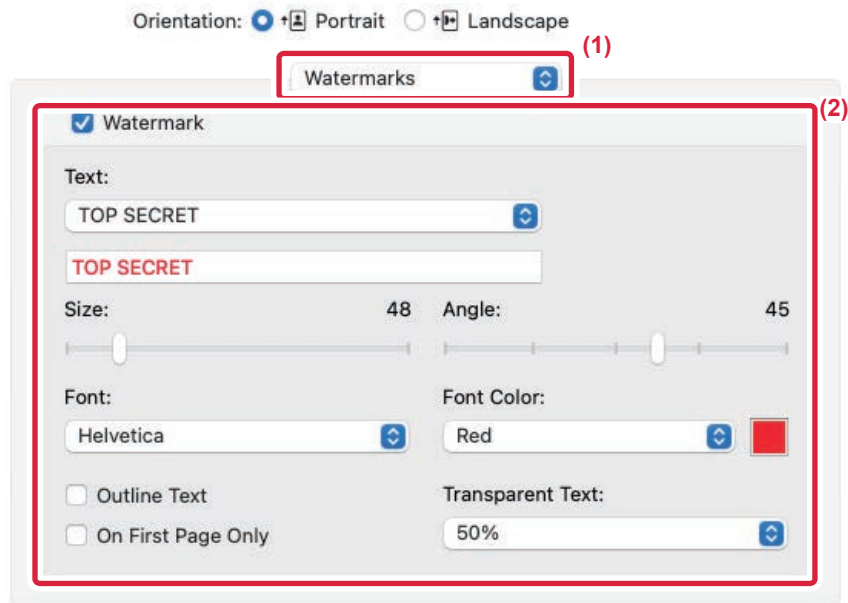 Orientation: Portrait Landscape
(1)
Watermarks
(2)
Watermark
Text:
TOP SECRET
TOP SECRET
Size: 48 Angle: 45
Font: Font Color:
Helvetica Red
Outline Text Transparent Text:
On First Page Only 50%